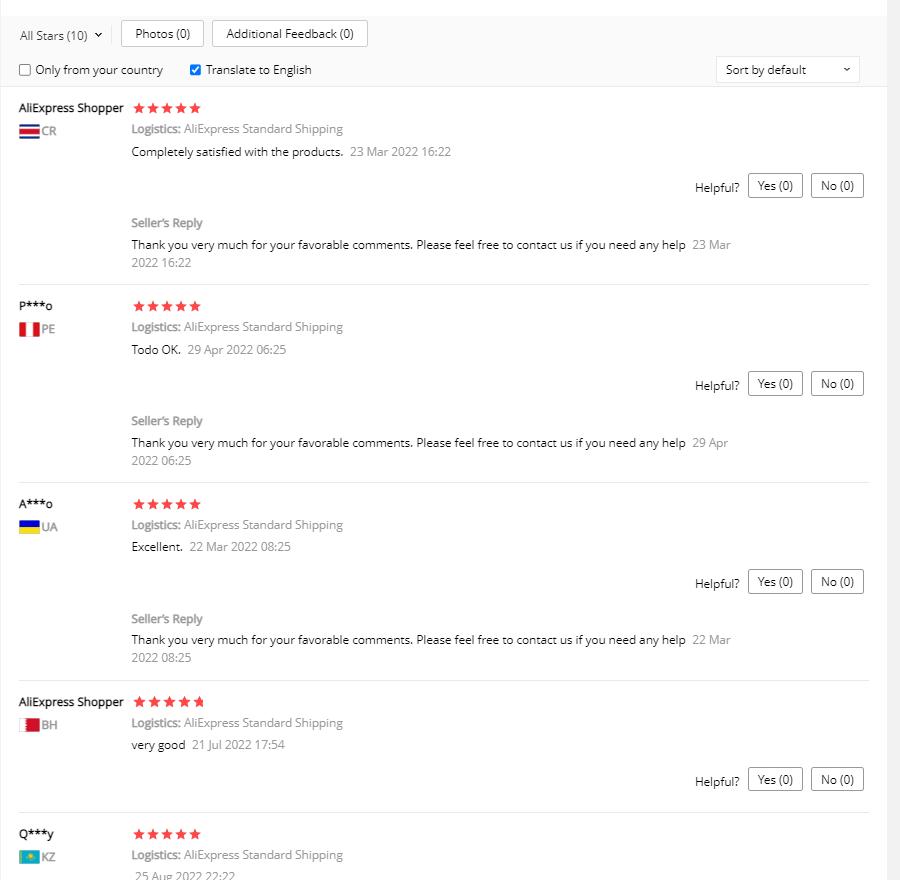 All Stars (10)
Photos (0)
Additional Feedback (0)
Only from your country
Translate to English
Sort by default
AliExpress Shopper
CR
Logistics: AliExpress Standard Shipping
Completely satisfied with the products. 23 Mar 2022 16:22
Helpful? Yes (0) No (0)
Seller's Reply
Thank you very much for your favorable comments. Please feel free to contact us if you need any help 23 Mar
2022 16:22
P***o
PE
Logistics: AliExpress Standard Shipping
Todo OK. 29 Apr 2022 06:25
Helpful? Yes (0) No (0)
Seller's Reply
Thank you very much for your favorable comments. Please feel free to contact us if you need any help 29 Apr
2022 06:25
A***o
UA
Logistics: AliExpress Standard Shipping
Excellent. 22 Mar 2022 08:25
Helpful? Yes (0) No (0)
Seller's Reply
Thank you very much for your favorable comments. Please feel free to contact us if you need any help 22 Mar
2022 08:25
AliExpress Shopper
BH
Logistics: AliExpress Standard Shipping
very good 21 Jul 2022 17:54
Helpful? Yes (0) No (0)
Q***y
KZ
Logistics: AliExpress Standard Shipping
25 Aug 2022 22:22